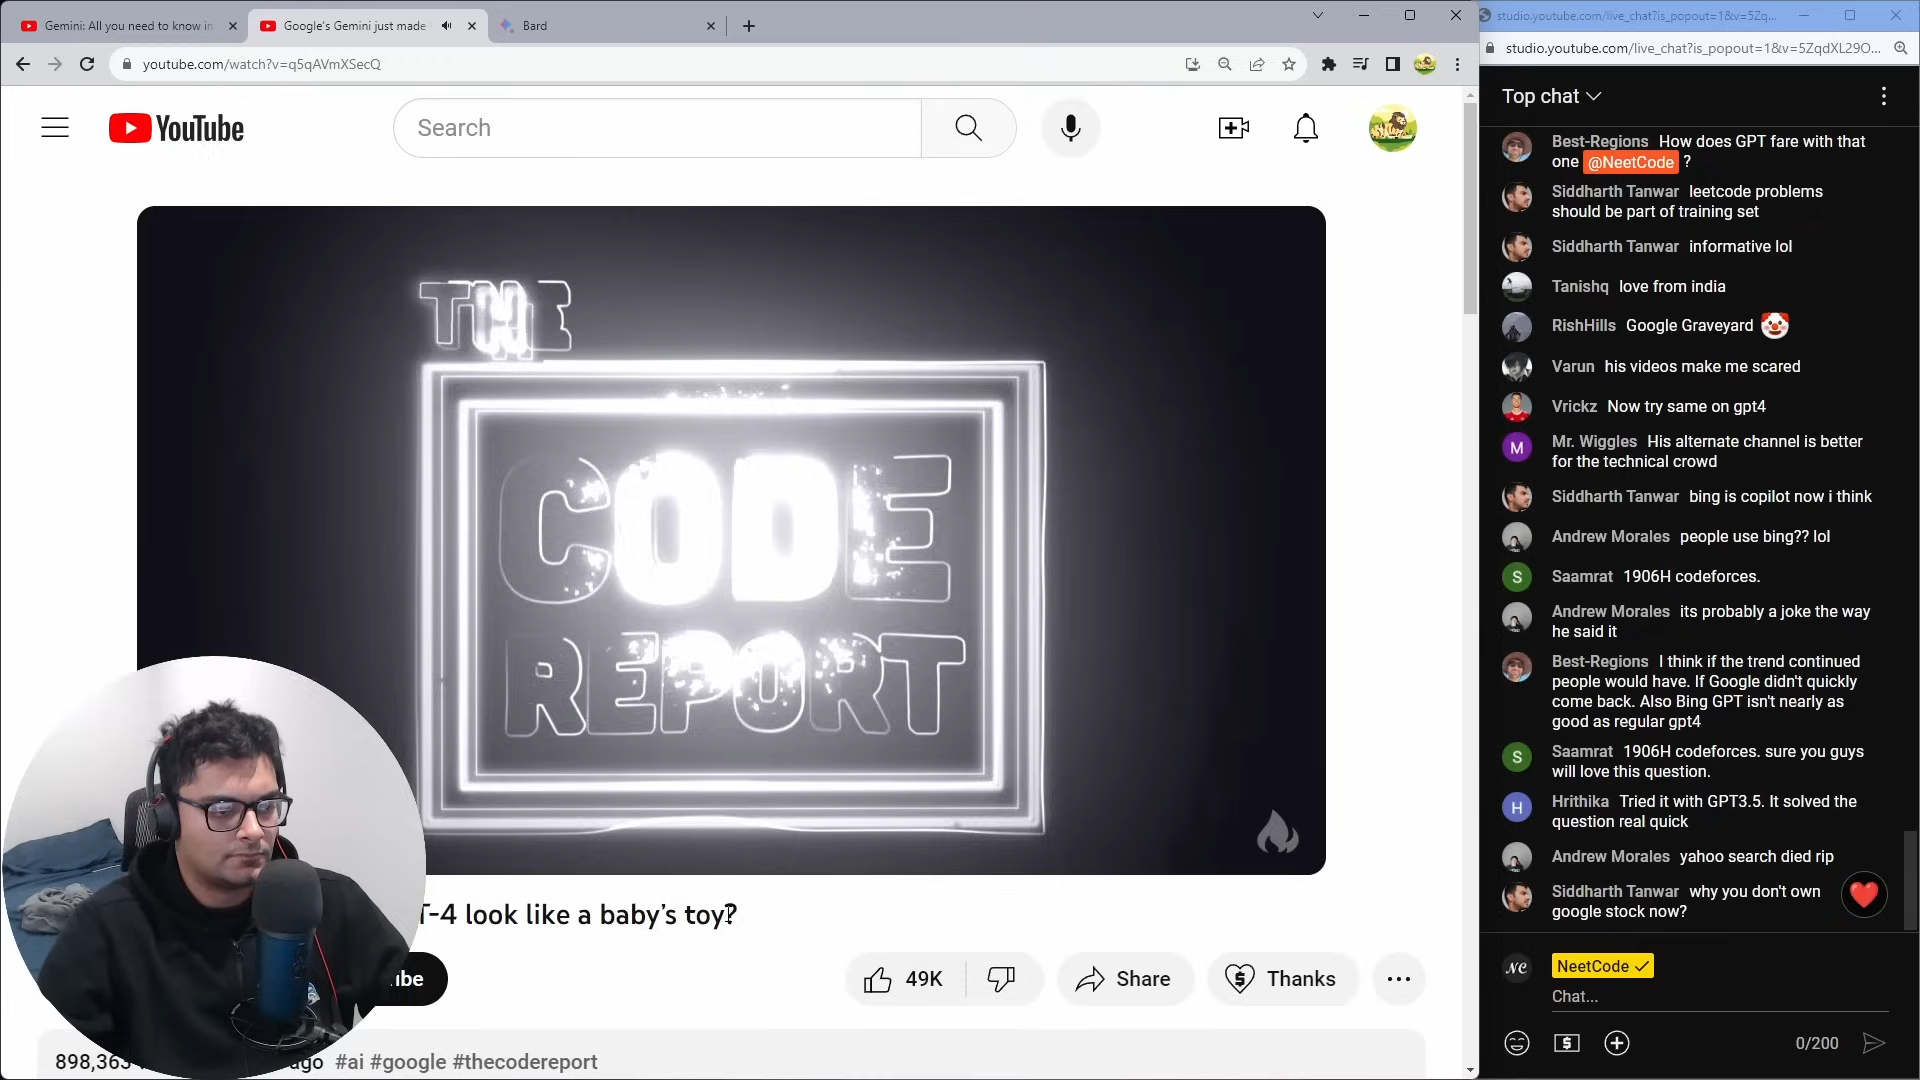 Gemini: All you need to know in
Google's Gemini just made
Bard
youtube.com/watch?v=q5qAVmXSecQ
YouTube
Search
THE
CODE
REPORT
T-4 look like a baby’s toy?
49K
Share
Thanks
898,363
ago #ai #google #thecodereport
studio.youtube.com/live_chat?is_popout=1&v=5Zq...
studio.youtube.com/live_chat?is_popout=1&v=5ZqdXL29O...
Top chat
Best-Regions How does GPT fare with that
one @NeetCode ?
Siddharth Tanwar leetcode problems
should be part of training set
Siddharth Tanwar informative lol
Tanishq love from india
RishHills Google Graveyard
Varun his videos make me scared
Vrickz Now try same on gpt4
M
Mr. Wiggles His alternate channel is better
for the technical crowd
Siddharth Tanwar bing is copilot now i think
Andrew Morales people use bing?? lol
S
Saamrat 1906H codeforces.
Andrew Morales its probably a joke the way
he said it
Best-Regions I think if the trend continued
people would have. If Google didn't quickly
come back. Also Bing GPT isn't nearly as
good as regular gpt4
S
Saamrat 1906H codeforces. sure you guys
will love this question.
H
Hrithika Tried it with GPT3.5. It solved the
question real quick
Andrew Morales yahoo search died rip
Siddharth Tanwar why you don't own
google stock now?
NC
NeetCode
Chat...
0/200